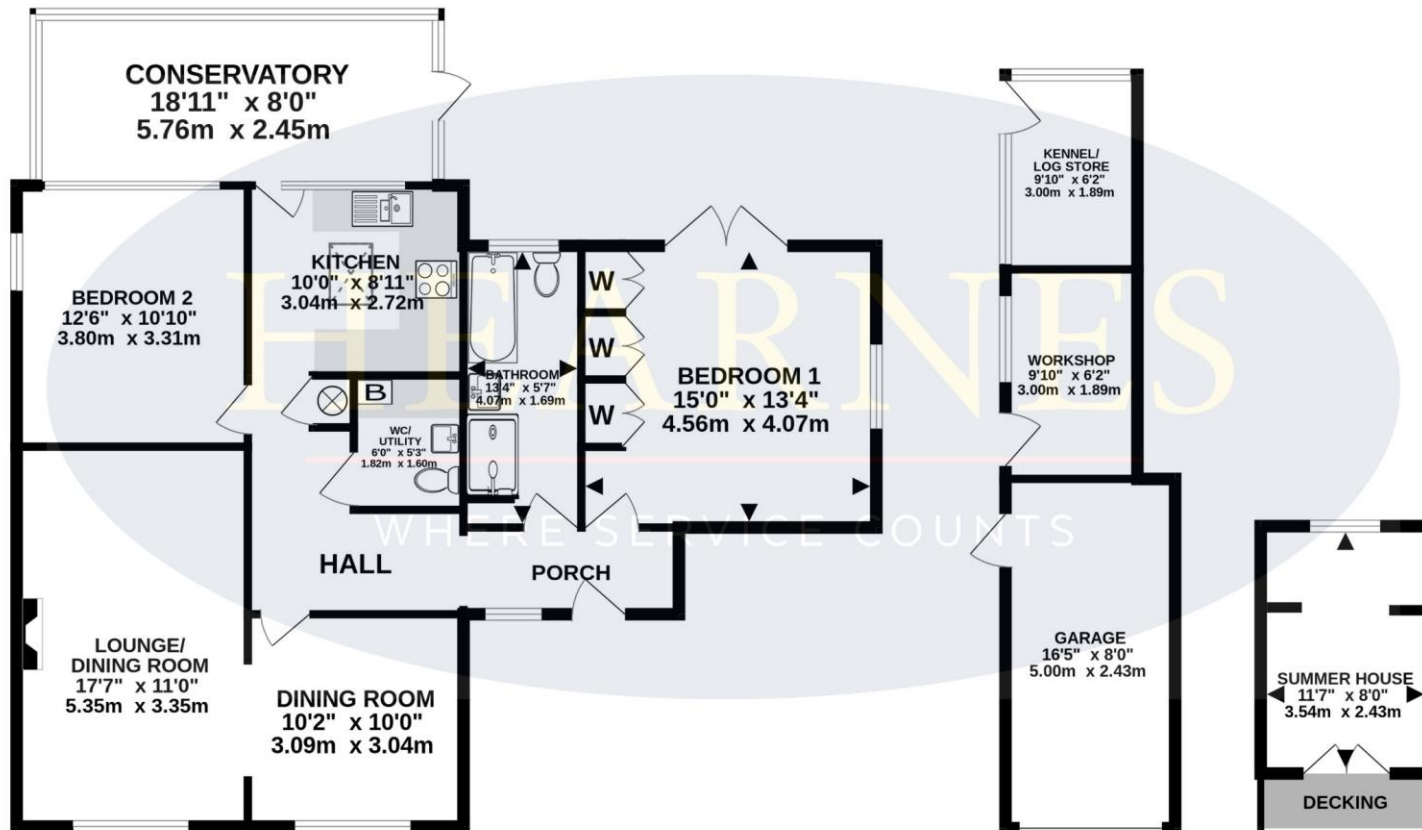 CONSERVATORY
18'11" x 8'0"
5.76m x 2.45m
KITCHEN
10'0" x 8'11"
3.04m x 2.72m
BEDROOM 2
12'6" x 10'10"
3.80m x 3.31m
B
WC/
UTILITY
6'0" x 5'3"
1.82m x 1.60m
BATHROOM
13'4" x 5'7"
4.07m x 1.69m
W
W
W
BEDROOM 1
15'0" x 13'4"
4.56m x 4.07m
KENNEL/
LOG STORE
9'10" x 6'2"
3.00m x 1.89m
WORKSHOP
9'10" x 6'2"
3.00m x 1.89m
HEARNES
WHERE SERVICE COUNTS
HALL
PORCH
LOUNGE/
DINING ROOM
17'7" x 11'0"
5.35m x 3.35m
DINING ROOM
10'2" x 10'0"
3.09m x 3.04m
GARAGE
16'5" x 8'0"
5.00m x 2.43m
SUMMER HOUSE
11'7" x 8'0"
3.54m x 2.43m
DECKING